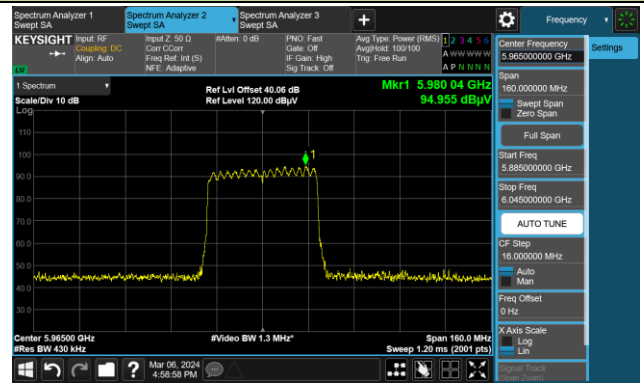 Spectrum Analyzer 1
Swept SA
Spectrum Analyzer 2
Swept SA
Spectrum Analyzer 3
Swept SA
+
Frequency
KEYSIGHT
Input: RF
Coupling: DC
Align: Auto
Input Z: 50 Ω
Corr CCorr
Freq Ref: Int (S)
NFE: Adaptive
#Atten: 0 dB
PNO: Fast
Gate: Off
IF Gain: High
Sig Track: Off
Avg Type: Power (RMS)
Avg|Hold: 100/100
Trig: Free Run
1 2 3 4 5 6
A W W W W W
A P N N N N
1 Spectrum
Scale/Div 10 dB
Log
Ref Lvl Offset 40.06 dB
Ref Level 120.00 dBµV
Mkr1 5.980 04 GHz
94.955 dBµV
110
100
90.0
80.0
70.0
60.0
50.0
40.0
30.0
1
Center 5.96500 GHz
#Res BW 430 kHz
#Video BW 1.3 MHz*
Span 160.0 MHz
Sweep 1.20 ms (2001 pts)
Center Frequency
5.965000000 GHz
Settings
Span
160.000000 MHz
Swept Span
Zero Span
Full Span
Start Freq
5.885000000 GHz
Stop Freq
6.045000000 GHz
AUTO TUNE
CF Step
16.000000 MHz
Auto
Man
Freq Offset
0 Hz
X Axis Scale
Log
Lin
Signal Track
(Span Zoom)
?
Mar 06, 2024
4:58:58 PM